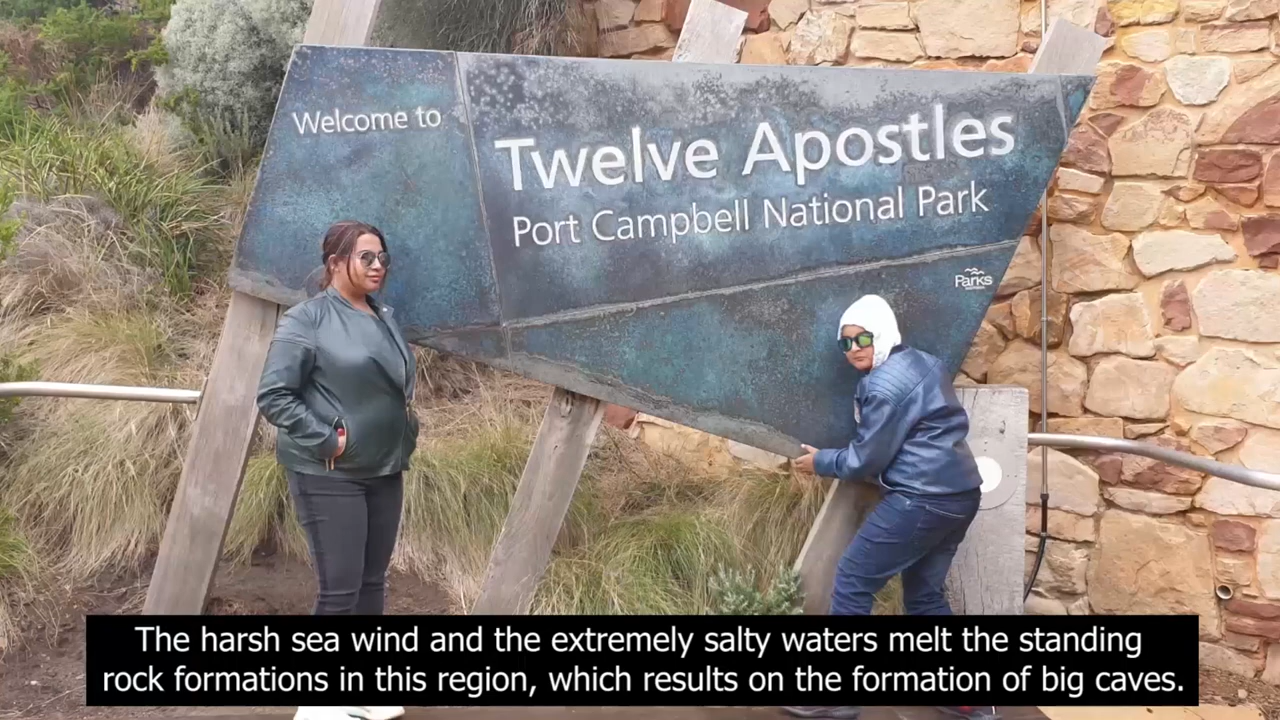 Welcome to
Twelve Apostles
Port Campbell National Park
Parks
The harsh sea wind and the extremely salty waters melt the standing
rock formations in this region, which results on the formation of big caves.